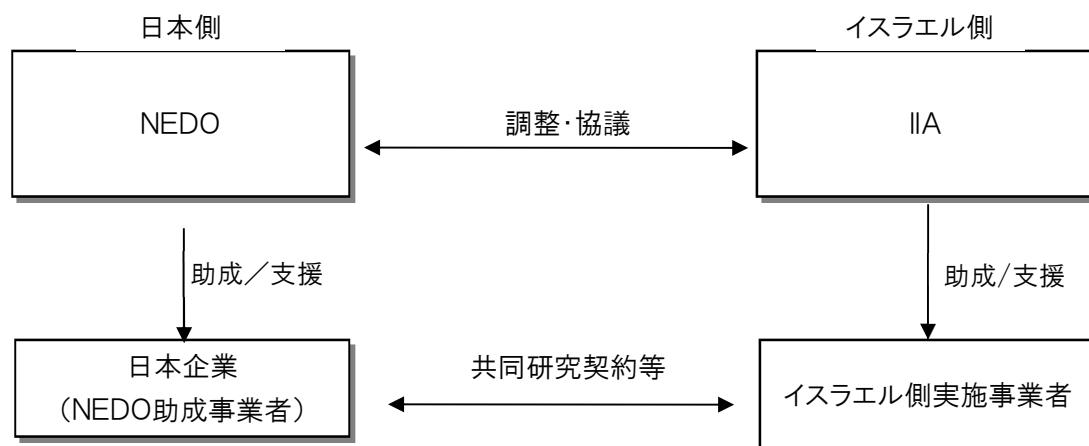 日本側
イスラエル側
NEDO
調整・協議
IIA
助成／支援
助成/支援
日本企業
（NEDO助成事業者）
共同研究契約等
イスラエル側実施事業者